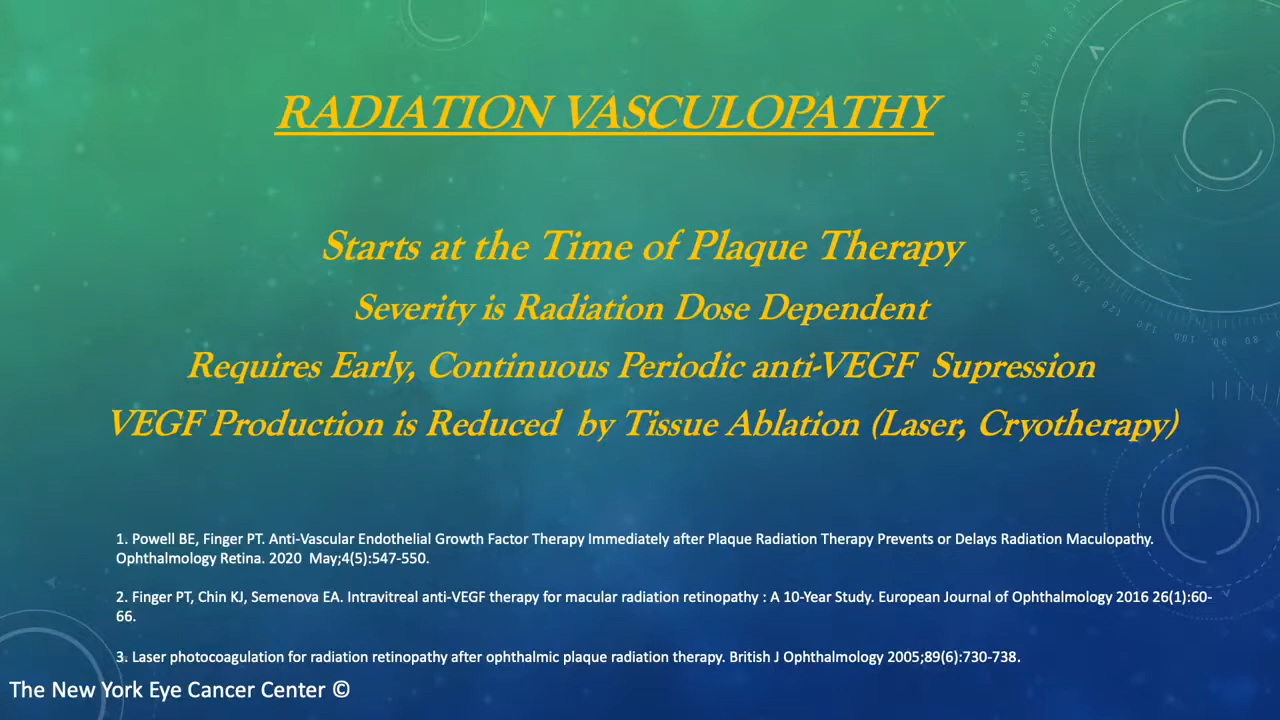 RADIATION VASCULOPATHY
Starts at the Time of Plaque Therapy
Severity is Radiation Dose Dependent
Requires Early, Continuous Periodic anti-VEGF  Supression
VEGF Production is Reduced  by Tissue Ablation (Laser, Cryotherapy)
1. Powell BE, Finger PT. Anti-Vascular Endothelial Growth Factor Therapy Immediately after Plaque Radiation Therapy Prevents or Delays Radiation Maculopathy.
Ophthalmology Retina. 2020  May;4(5):547-550.
2. Finger PT, Chin KJ, Semenova EA. Intravitreal anti-VEGF therapy for macular radiation retinopathy : A 10-Year Study. European Journal of Ophthalmology 2016 26(1):60-
66.
3. Laser photocoagulation for radiation retinopathy after ophthalmic plaque radiation therapy. British J Ophthalmology 2005;89(6):730-738.
The New York Eye Cancer Center ©